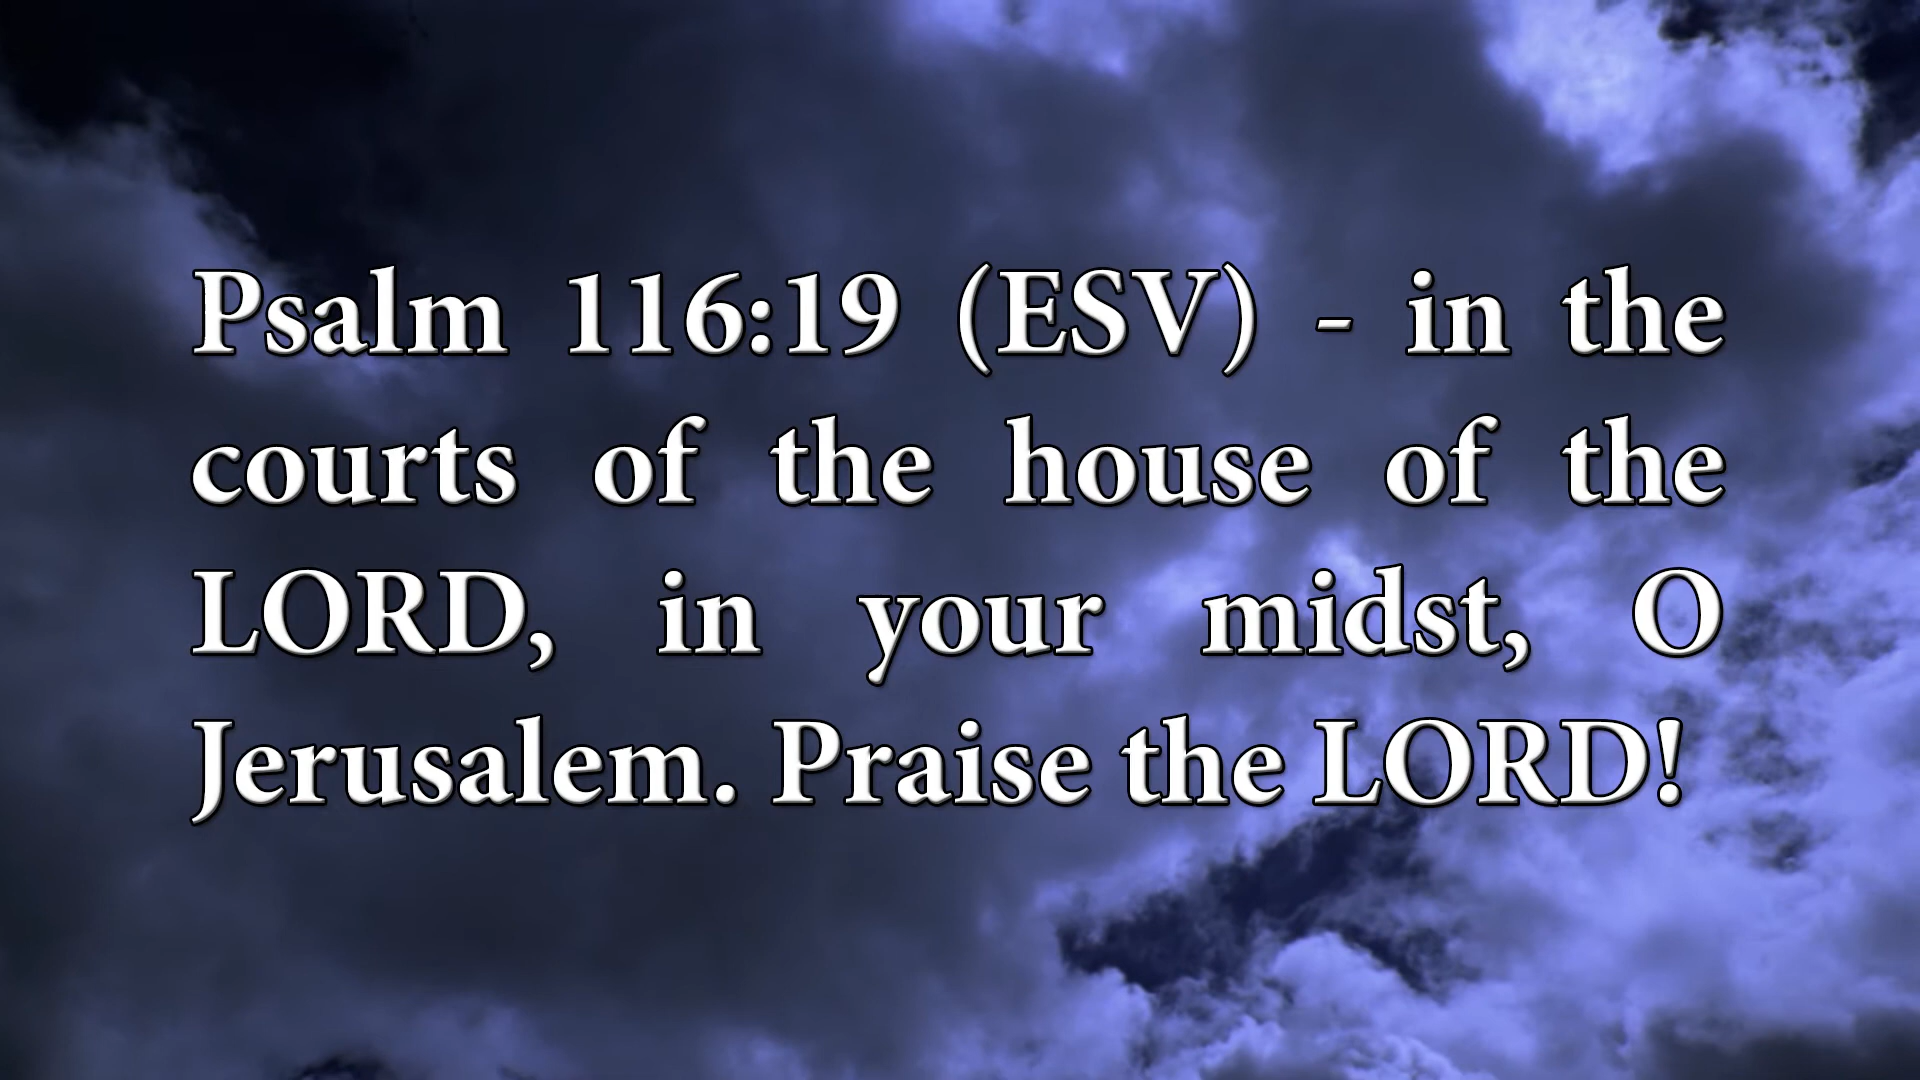 Psalm 116:19 (ESV) - in the
courts of the house of the
LORD, in your midst, O
Jerusalem. Praise the LORD!